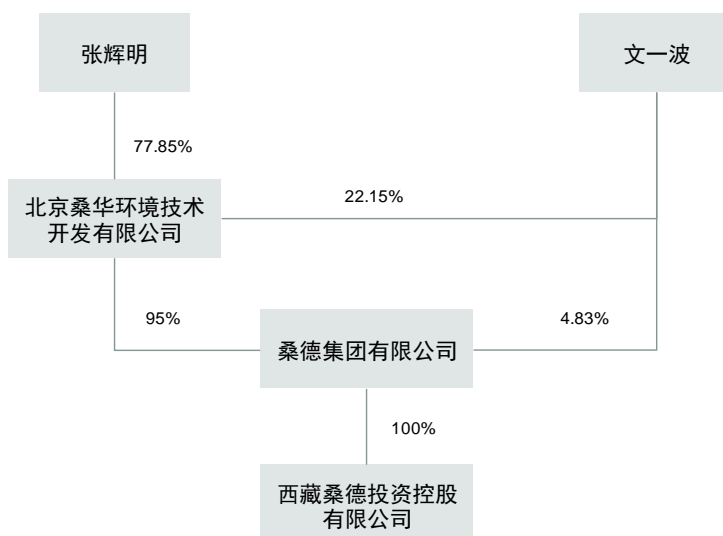 张辉明
文一波
77.85%
北京桑华环境技术
开发有限公司
22.15%
95%
4.83%
桑德集团有限公司
100%
西藏桑德投资控股
有限公司